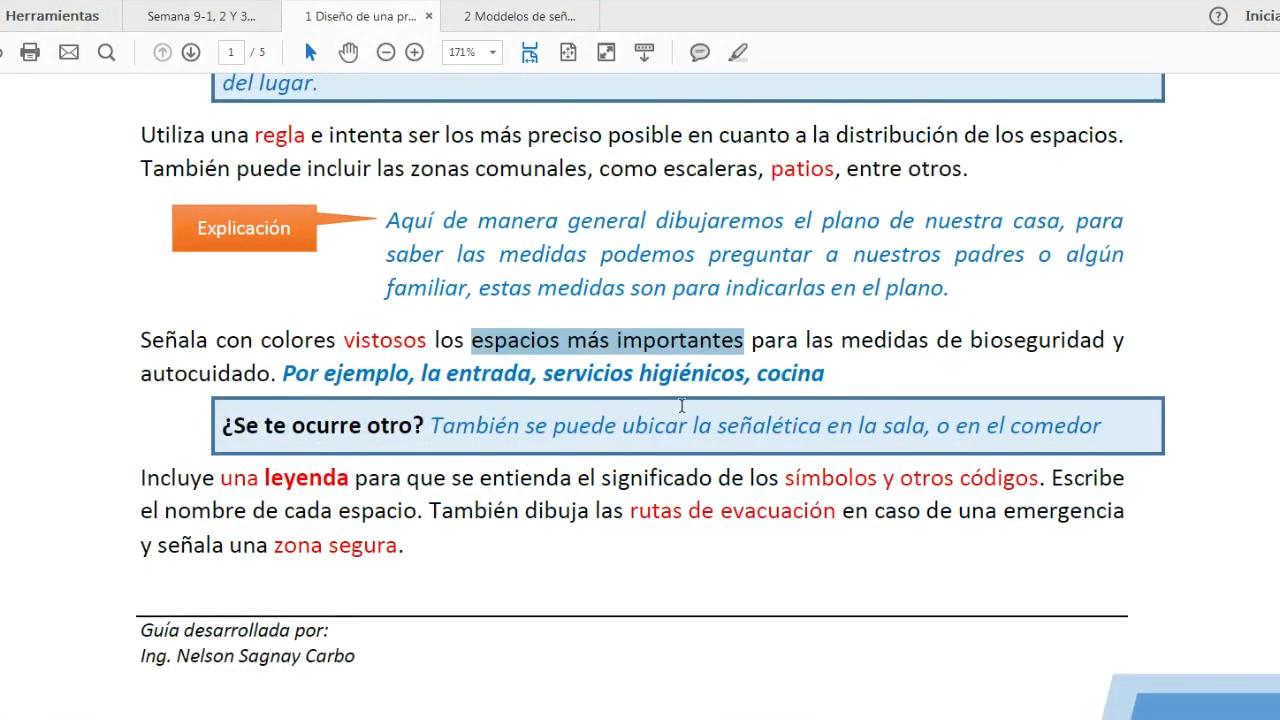 Herramientas
Semana 9-1, 2 Y 3...
1 Diseño de una pr...
×
2 Moddelos de señ...
Inicia
1 / 5
171%
del lugar.
Utiliza una regla e intenta ser los más preciso posible en cuanto a la distribución de los espacios.
También puede incluir las zonas comunales, como escaleras, patios, entre otros.
Explicación
Aquí de manera general dibujaremos el plano de nuestra casa, para
saber las medidas podemos preguntar a nuestros padres o algún
familiar, estas medidas son para indicarlas en el plano.
Señala con colores vistosos los espacios más importantes para las medidas de bioseguridad y
autocuidado. Por ejemplo, la entrada, servicios higiénicos, cocina
¿Se te ocurre otro? También se puede ubicar la señalética en la sala, o en el comedor
Incluye una leyenda para que se entienda el significado de los símbolos y otros códigos. Escribe
el nombre de cada espacio. También dibuja las rutas de evacuación en caso de una emergencia
y señala una zona segura.
Guía desarrollada por:
Ing. Nelson Sagnay Carbo